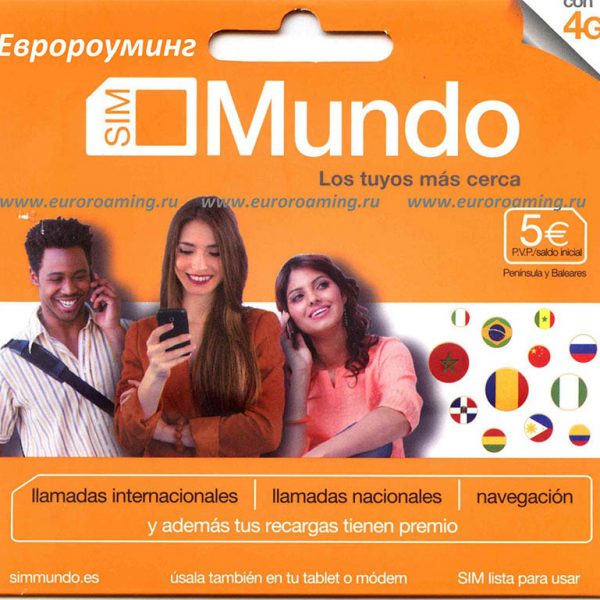 con
4G
Евророуминг
SIM
Mundo
Los tuyos más cerca
www.euroroaming.ru www.euroroaming.ru www.euroroaming.ru
5€
P.V.P./saldo inicial
Península y Baleares
llamadas internacionales | llamadas nacionales | navegación
y además tus recargas tienen premio
simmundo.es úsala también en tu tablet o módem SIM lista para usar